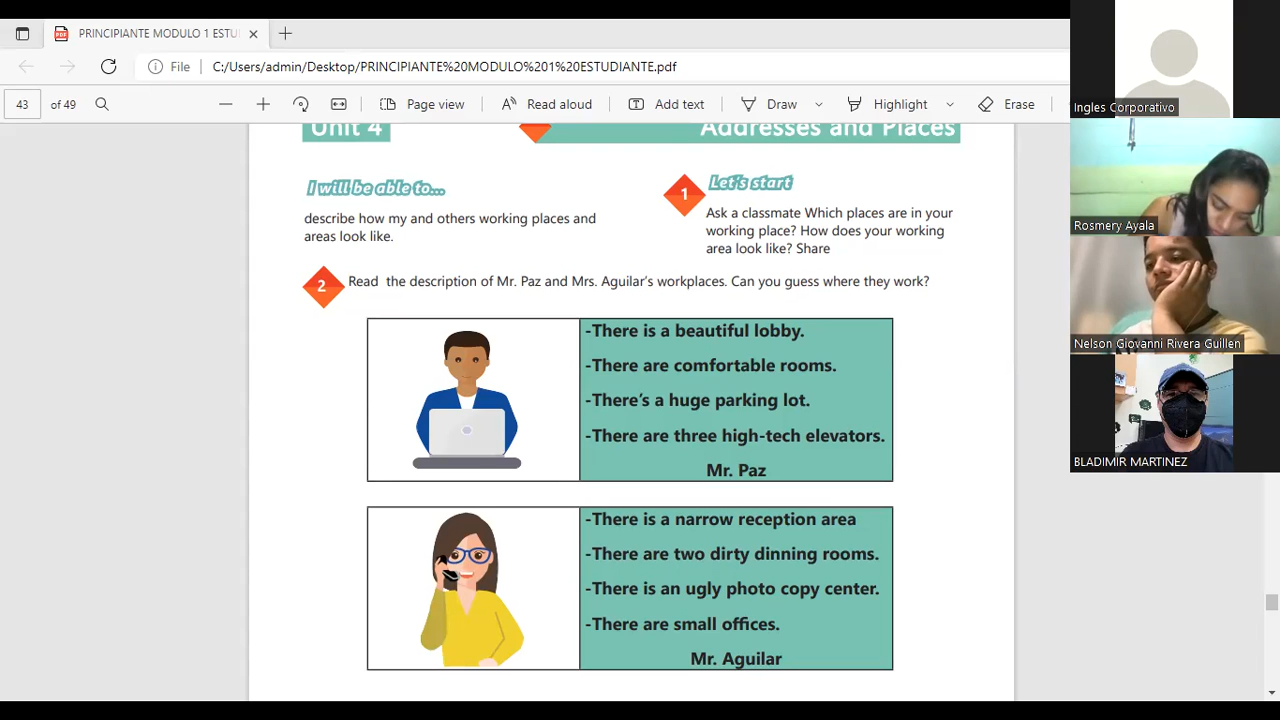 PRINCIPIANTE MODULO 1 ESTU
File
C:/Users/admin/Desktop/PRINCIPIANTE%20MODULO%201%20ESTUDIANTE.pdf
43 of 49
Page view
Read aloud
Add text
Draw
Highlight
Erase
Unit 4
Addresses and Places
I will be able to...
describe how my and others working places and
areas look like.
1
Let's start
Ask a classmate Which places are in your
working place? How does your working
area look like? Share
2
Read the description of Mr. Paz and Mrs. Aguilar's workplaces. Can you guess where they work?
-There is a beautiful lobby.
-There are comfortable rooms.
-There's a huge parking lot.
-There are three high-tech elevators.
Mr. Paz
-There is a narrow reception area
-There are two dirty dinning rooms.
-There is an ugly photo copy center.
-There are small offices.
Mr. Aguilar
Ingles Corporativo
Rosmery Ayala
Nelson Giovanni Rivera Guillen
BLADIMIR MARTINEZ